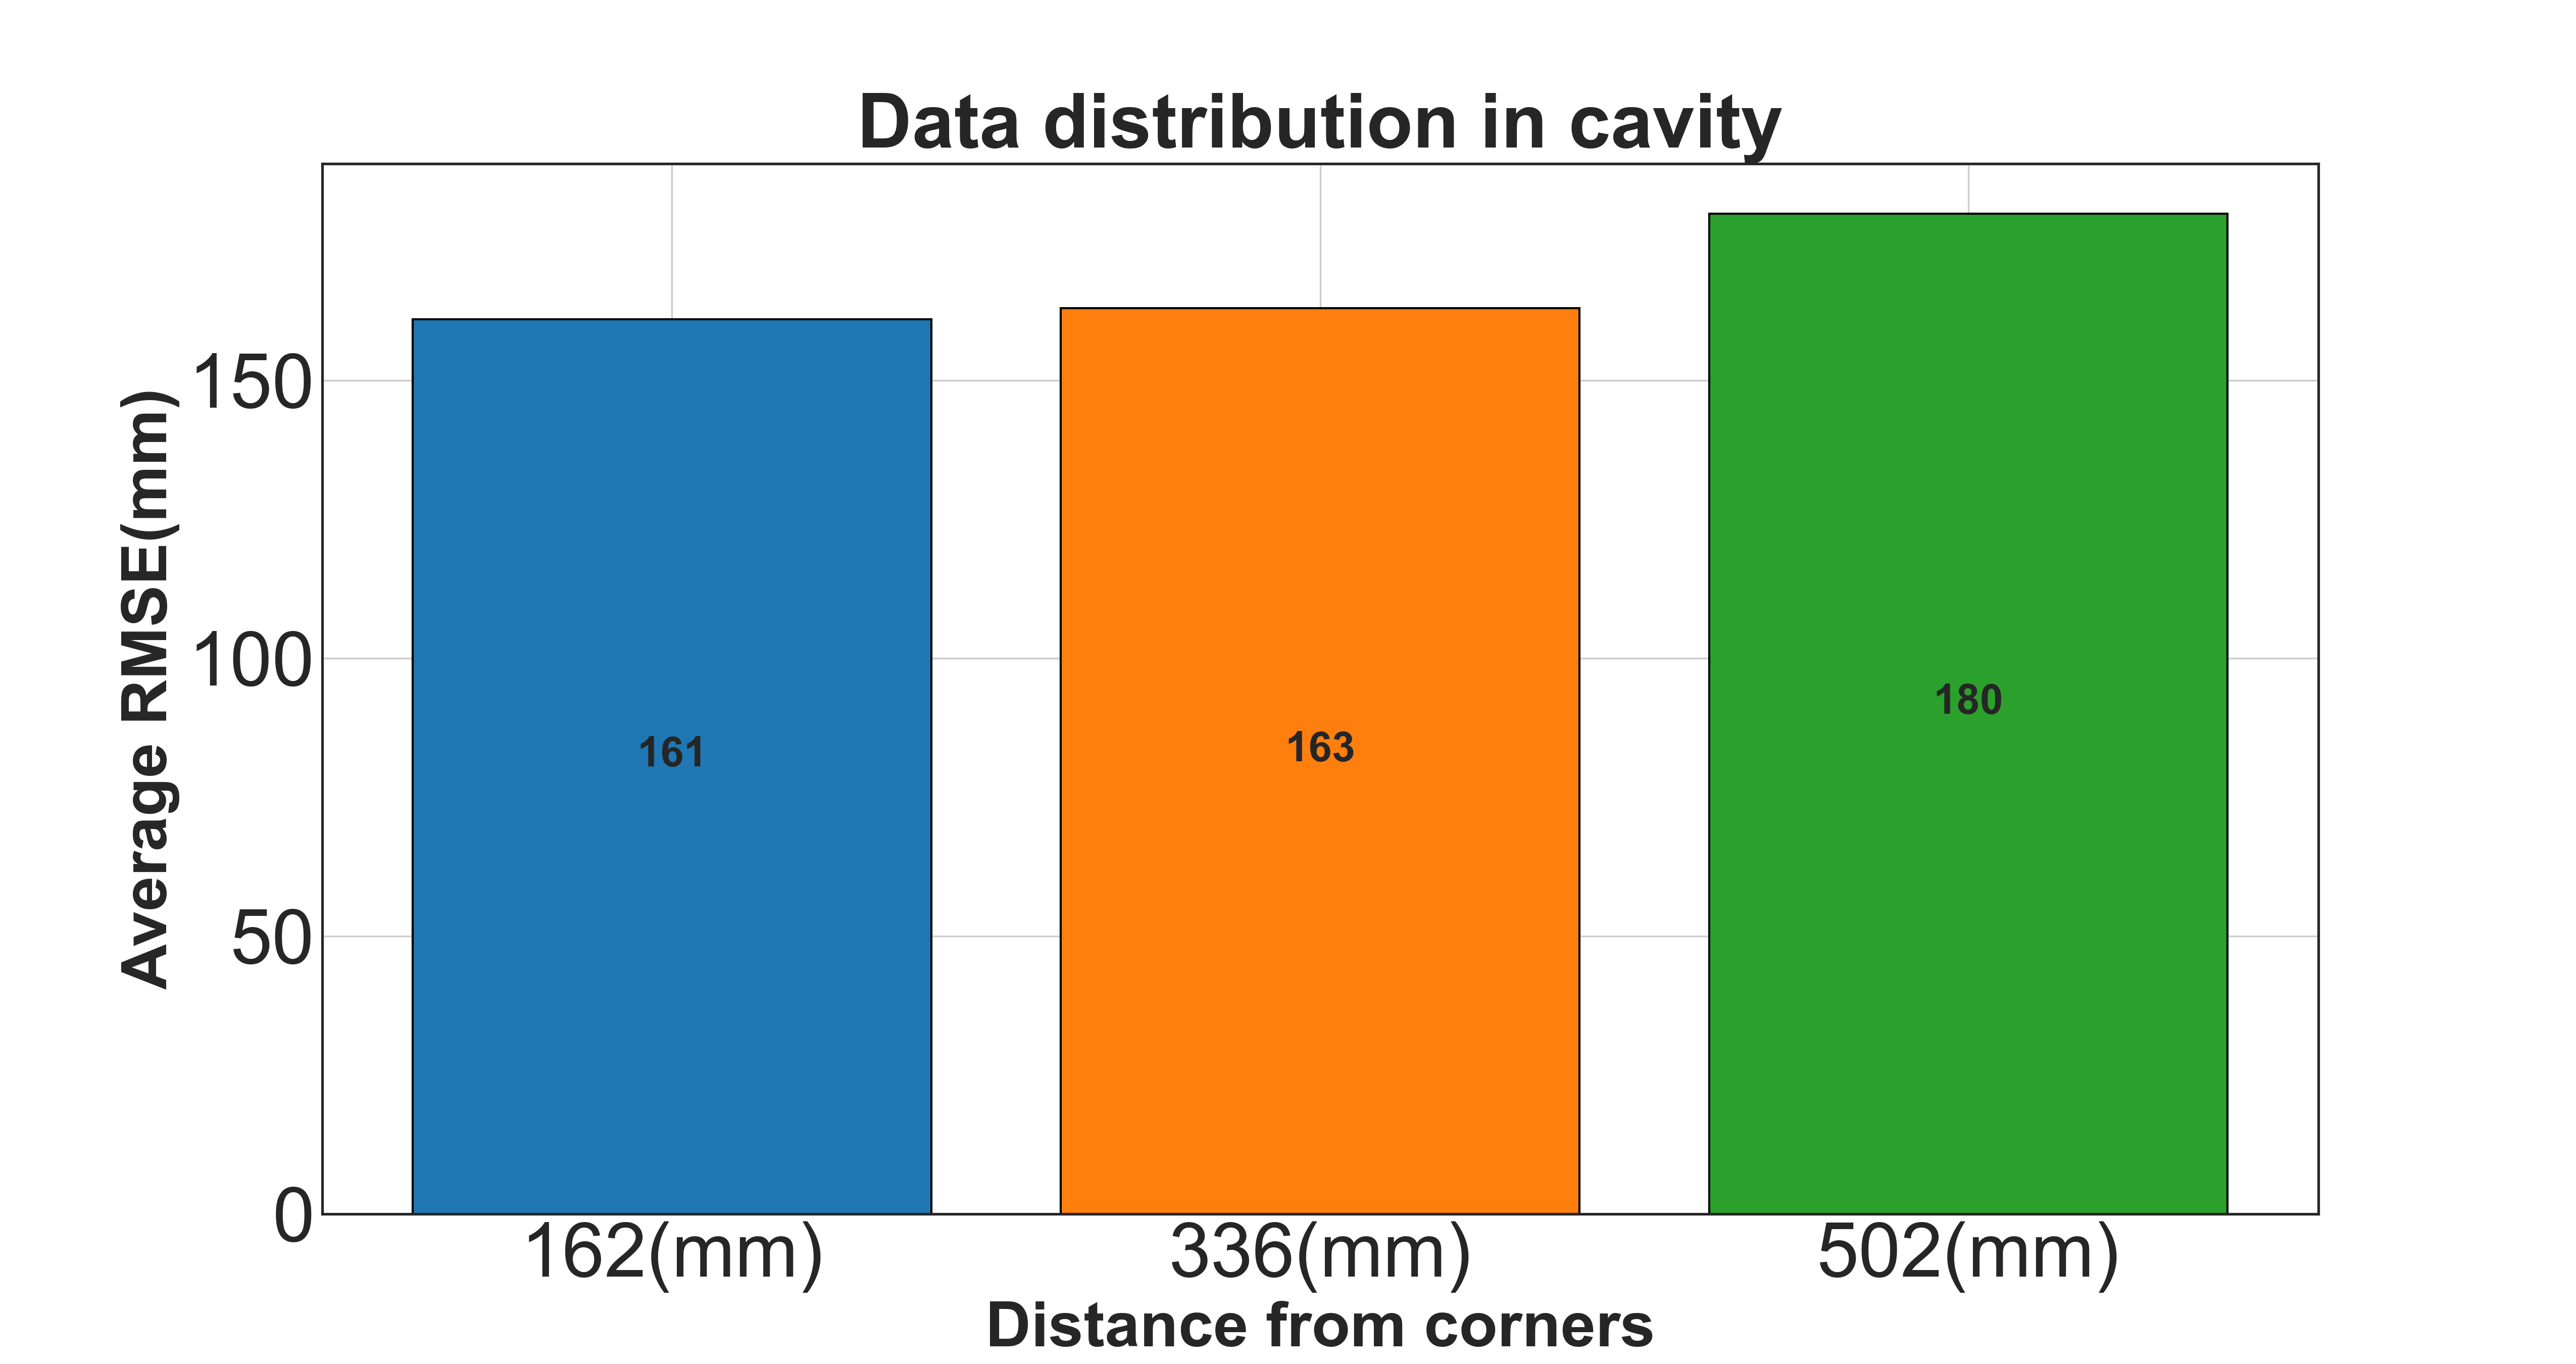 Data distribution in cavity
Average RMSE(mm)
150
100
50
0
161
163
180
162(mm)
336(mm)
502(mm)
Distance from corners